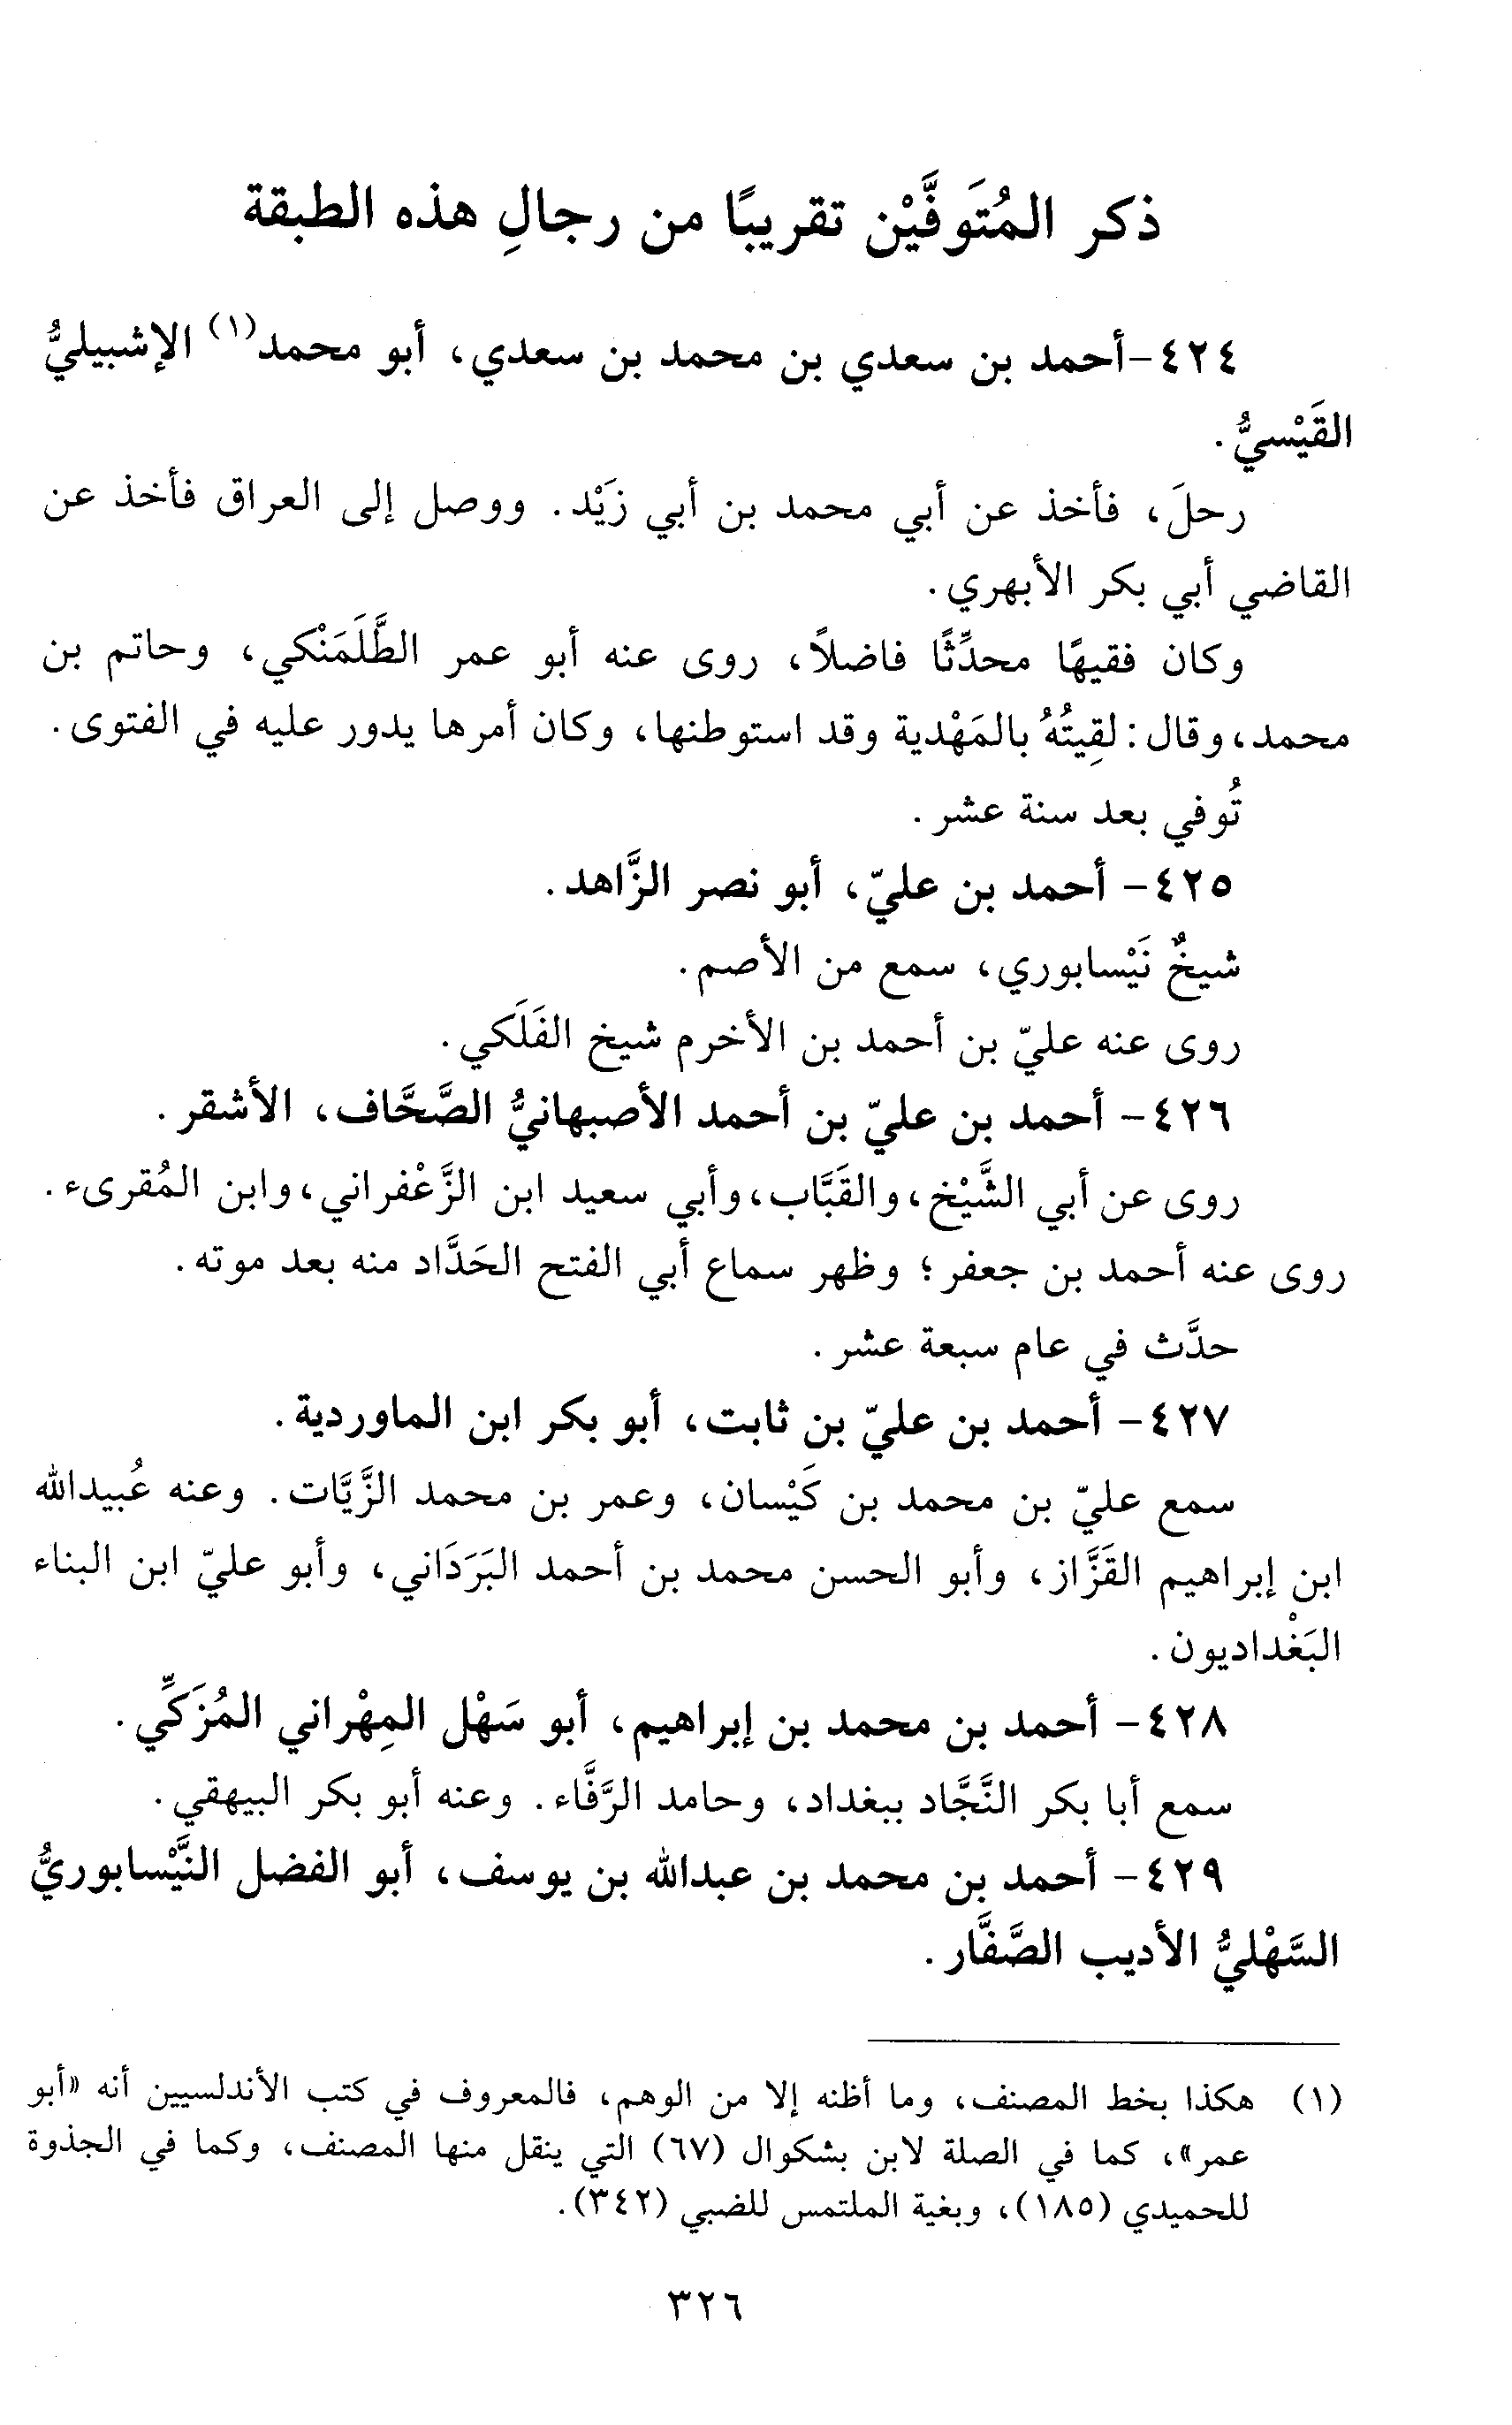 ذكر المُتَوفَّيْن تقريبًا من رجالِ هذه الطبقة
٤٢٤-أحمد بن سعدي بن محمد بن سعدي، أبو محمد(١) الإشبيليُّ
القَيْسيُّ.
رحلَ، فأخذ عن أبي محمد بن أبي زَيْد. ووصل إلى العراق فأخذ عن
القاضي أبي بكر الأبهري.
وكان فقيهًا محدِّثًا فاضلًا، روى عنه أبو عمر الطَّلَمَنْكي، وحاتم بن
محمد، وقال: لقِيتُهُ بالمَهْدية وقد استوطنها، وكان أمرها يدور عليه في الفتوى.
تُوفي بعد سنة عشر.
٤٢٥- أحمد بن عليّ، أبو نصر الزَّاهد.
شيخٌ نَيْسابوري، سمع من الأصم.
روى عنه عليّ بن أحمد بن الأخرم شيخ الفَلَكي.
٤٢٦- أحمد بن عليّ بن أحمد الأصبهانيُّ الصَّحَّاف، الأشقر.
روى عن أبي الشَّيْخ، والقَبَّاب، وأبي سعيد ابن الزَّعْفراني، وابن المُقرىء.
روى عنه أحمد بن جعفر؛ وظهر سماع أبي الفتح الحَدَّاد منه بعد موته.
حدَّث في عام سبعة عشر.
٤٢٧- أحمد بن عليّ بن ثابت، أبو بكر ابن الماوردية.
سمع عليّ بن محمد بن كَيْسان، وعمر بن محمد الزَّيَّات. وعنه عُبيدالله
ابن إبراهيم القَزَّاز، وأبو الحسن محمد بن أحمد البَرَدَاني، وأبو عليّ ابن البناء
البَغْداديون.
٤٢٨- أحمد بن محمد بن إبراهيم، أبو سَهْل المِهْراني المُزَكِّي.
سمع أبا بكر النَّجَّاد ببغداد، وحامد الرَّفَّاء. وعنه أبو بكر البيهقي.
٤٢٩- أحمد بن محمد بن عبدالله بن يوسف، أبو الفضل النَّيْسابوريُّ
السَّهْليُّ الأديب الصَّفَّار.
(١) هكذا بخط المصنف، وما أظنه إلا من الوهم، فالمعروف في كتب الأندلسيين أنه «أبو
عمر»، كما في الصلة لابن بشكوال (٦٧) التي ينقل منها المصنف، وكما في الجذوة
للحميدي (١٨٥)، وبغية الملتمس للضبي (٣٤٢).
٣٢٦